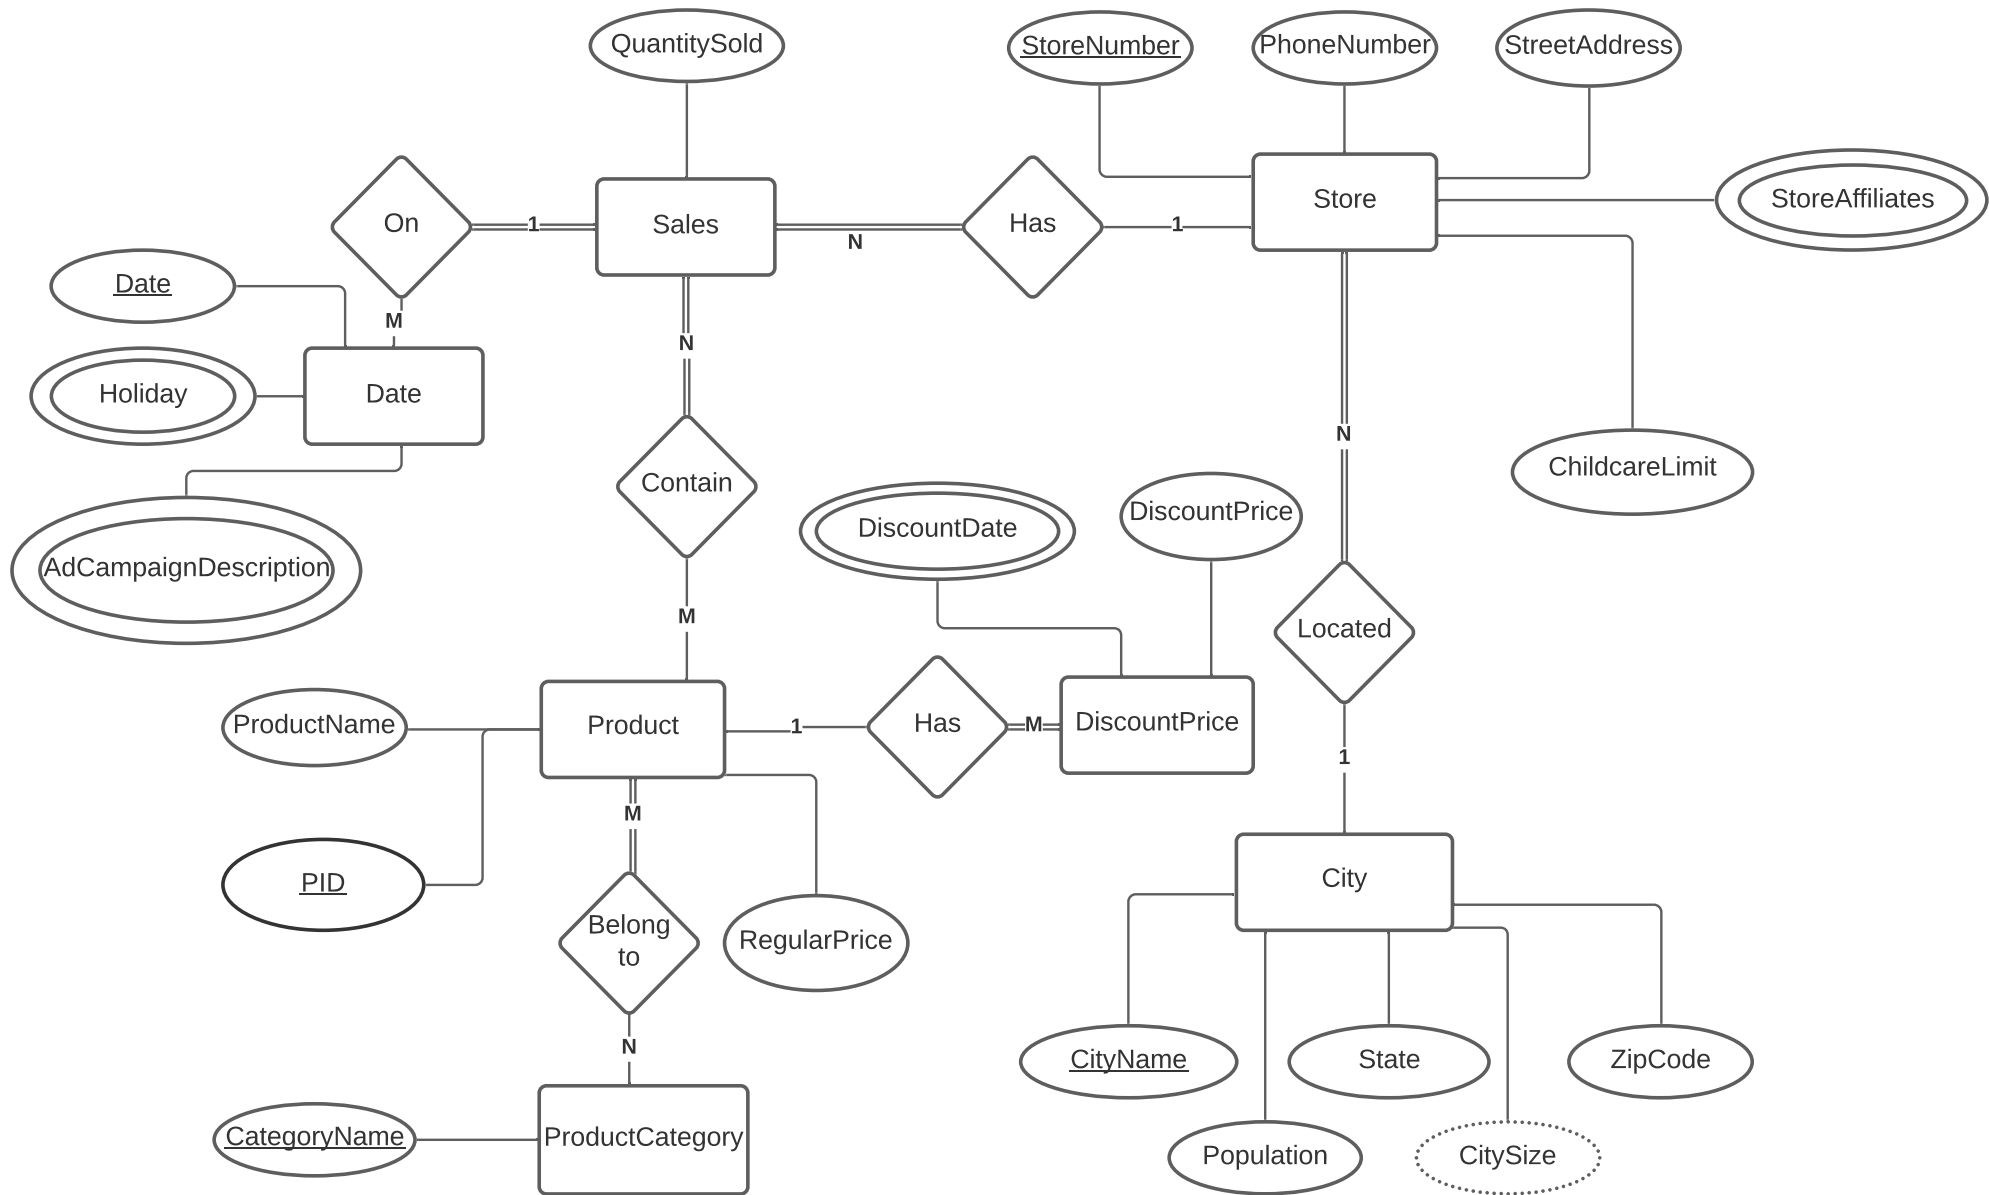 QuantitySold
StoreNumber
PhoneNumber
StreetAddress
StoreAffiliates
On
1
Sales
N
Has
1
Store
Date
M
Holiday
Date
N
N
ChildcareLimit
Contain
DiscountDate
DiscountPrice
AdCampaignDescription
M
Located
ProductName
Product
1
Has
M
DiscountPrice
1
M
PID
City
Belong
to
RegularPrice
N
CityName
State
ZipCode
CategoryName
ProductCategory
Population
CitySize